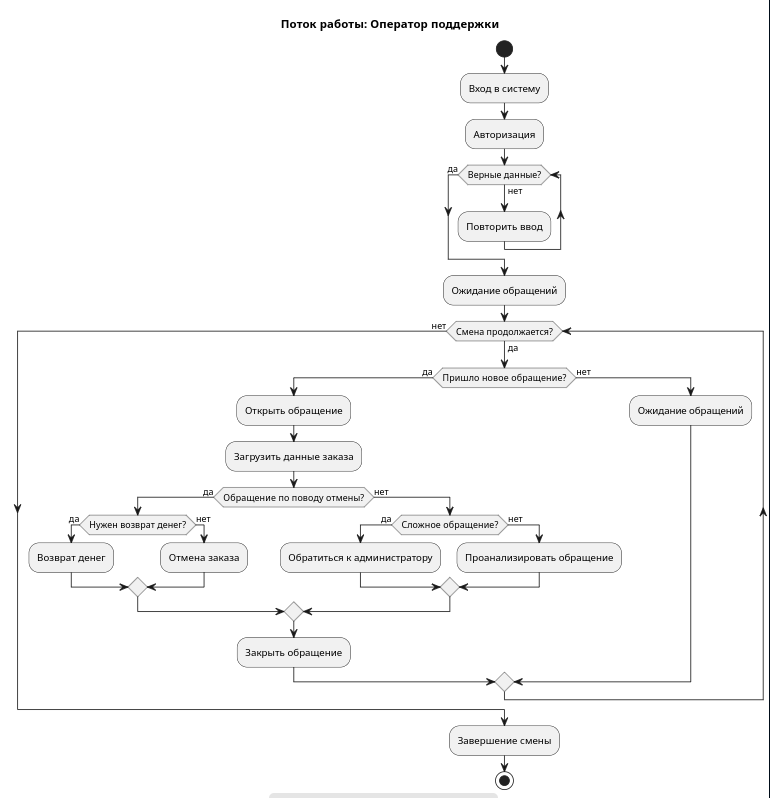 Поток работы: Оператор поддержки
Вход в систему
Авторизация
да
Верные данные?
нет
Повторить ввод
Ожидание обращений
нет
Смена продолжается?
да
да
Пришло новое обращение?
нет
Открыть обращение
Ожидание обращений
Загрузить данные заказа
да
Обращение по поводу отмены?
нет
да
Нужен возврат денег?
нет
да
Сложное обращение?
нет
Возврат денег
Отмена заказа
Обратиться к администратору
Проанализировать обращение
Закрыть обращение
Завершение смены